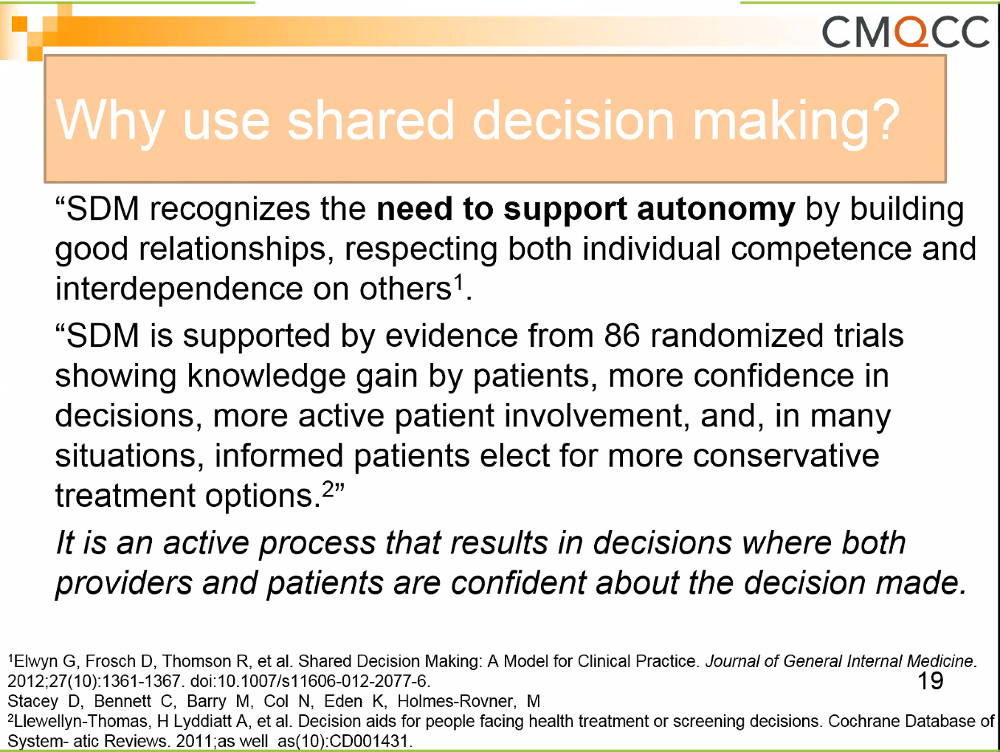 CMQCC
Why use shared decision making?
“SDM recognizes the need to support autonomy by building
good relationships, respecting both individual competence and
interdependence on others¹.
“SDM is supported by evidence from 86 randomized trials
showing knowledge gain by patients, more confidence in
decisions, more active patient involvement, and, in many
situations, informed patients elect for more conservative
treatment options.²”
It is an active process that results in decisions where both
providers and patients are confident about the decision made.
¹Elwyn G, Frosch D, Thomson R, et al. Shared Decision Making: A Model for Clinical Practice. Journal of General Internal Medicine.
2012;27(10):1361-1367. doi:10.1007/s11606-012-2077-6.
19
Stacey D, Bennett C, Barry M, Col N, Eden K, Holmes-Rovner, M
²Llewellyn-Thomas, H Lyddiatt A, et al. Decision aids for people facing health treatment or screening decisions. Cochrane Database of
System- atic Reviews. 2011;as well as(10):CD001431.